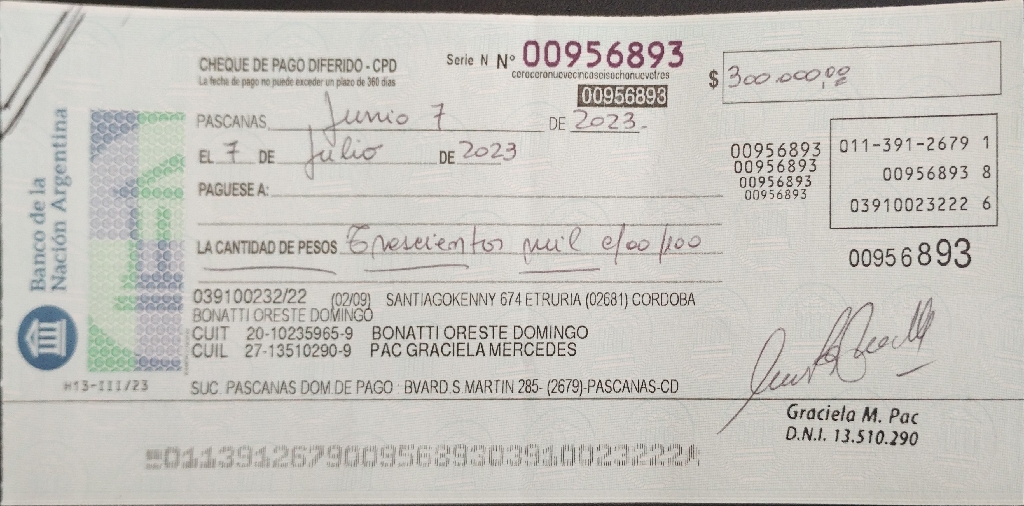 CHEQUE DE PAGO DIFERIDO - CPD
La fecha de pago no puede exceder un plazo de 360 días
Serie N Nº 00956893
ceroceronuevecincoseisochonuevetres
00956893
$ 300.000,00
PASCANAS, Junio 7 DE 2023.
EL 7 DE Julio DE 2023
PAGUESE A:
LA CANTIDAD DE PESOS Trescientos mil c/00/100
00956893
00956893
00956893
00956893
011-391-2679 1
00956893 8
03910023222 6
00956893
Banco de la
Nación Argentina
039100232/22 (02/09) SANTIAGOKENNY 674 ETRURIA (02681) CORDOBA
BONATTI ORESTE DOMINGO
CUIT 20-10235965-9 BONATTI ORESTE DOMINGO
CUIL 27-13510290-9 PAC GRACIELA MERCEDES
H13-III/23
SUC. PASCANAS DOM.DE PAGO : BVARD.S.MARTIN 285- (2679)-PASCANAS-CD
Graciela M. Pac
D.N.I. 13.510.290
01139126790095689303910023222